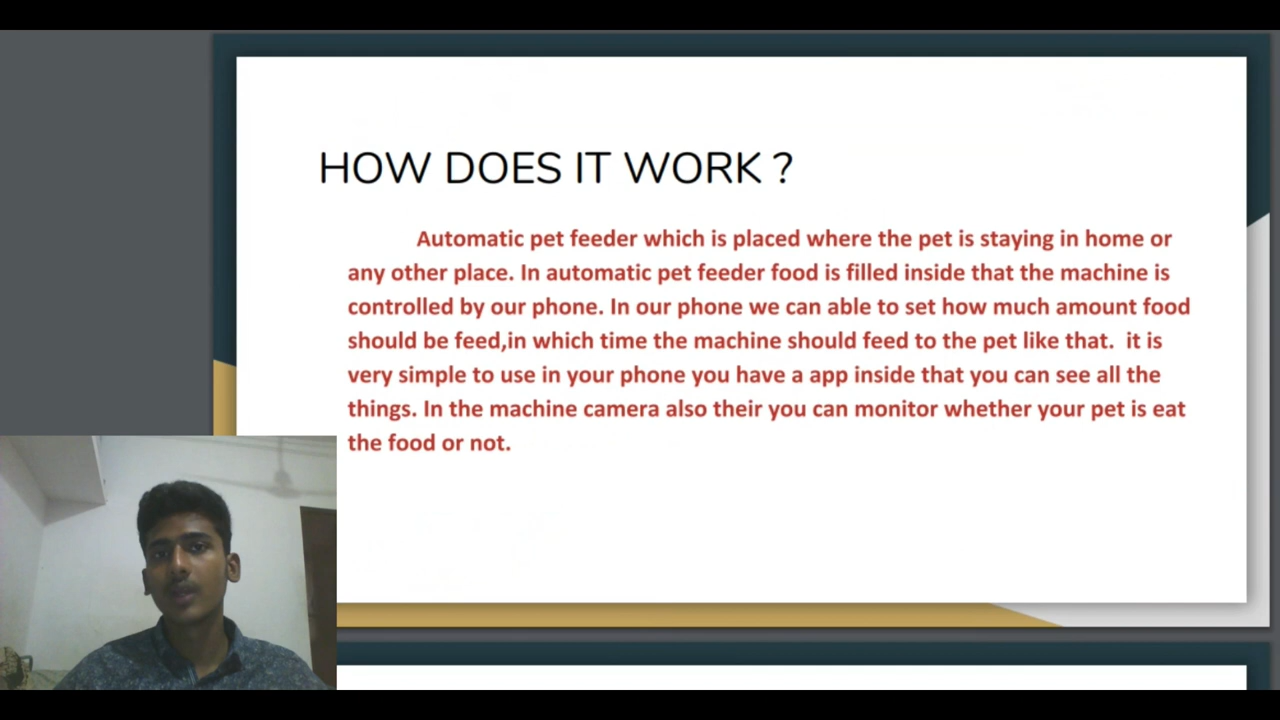 HOW DOES IT WORK ?
Automatic pet feeder which is placed where the pet is staying in home or
any other place. In automatic pet feeder food is filled inside that the machine is
controlled by our phone. In our phone we can able to set how much amount food
should be feed,in which time the machine should feed to the pet like that.  it is
very simple to use in your phone you have a app inside that you can see all the
things. In the machine camera also their you can monitor whether your pet is eat
the food or not.